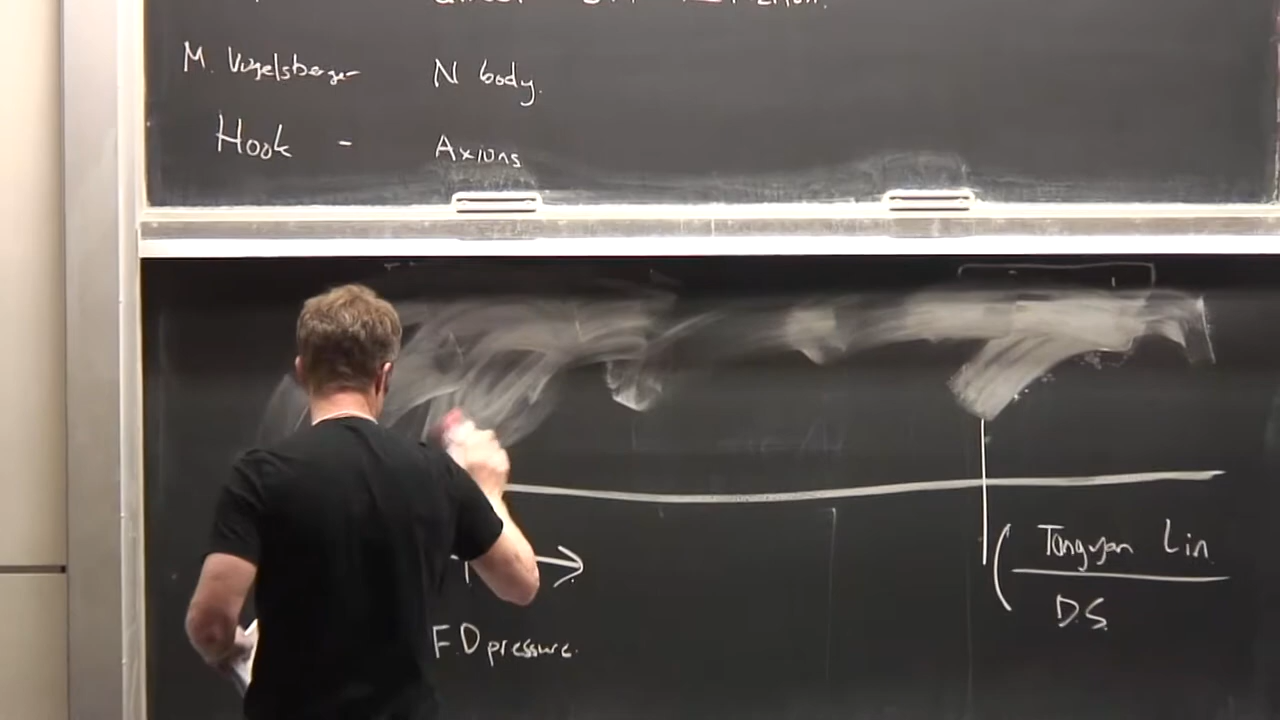 M. Vogelsberger N body.
Hook - Axions
Tongyan Lin
D.S.
F.D pressure.